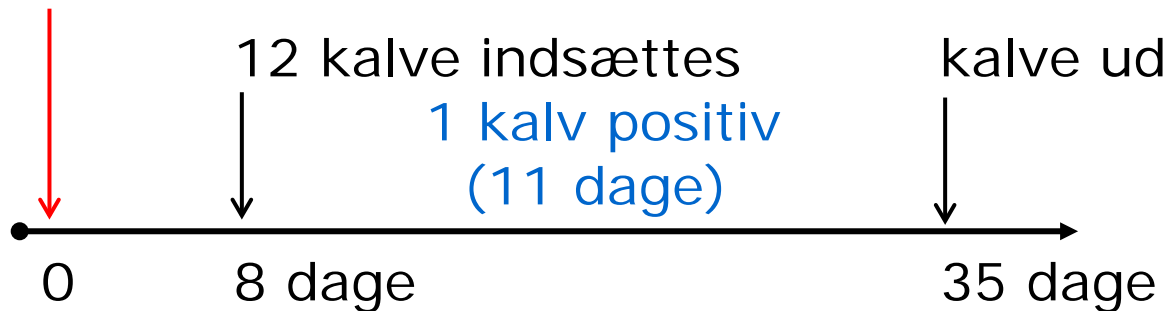 12 kalve indsættes
kalve ud
1 kalv positiv
(11 dage)
0
8 dage
35 dage